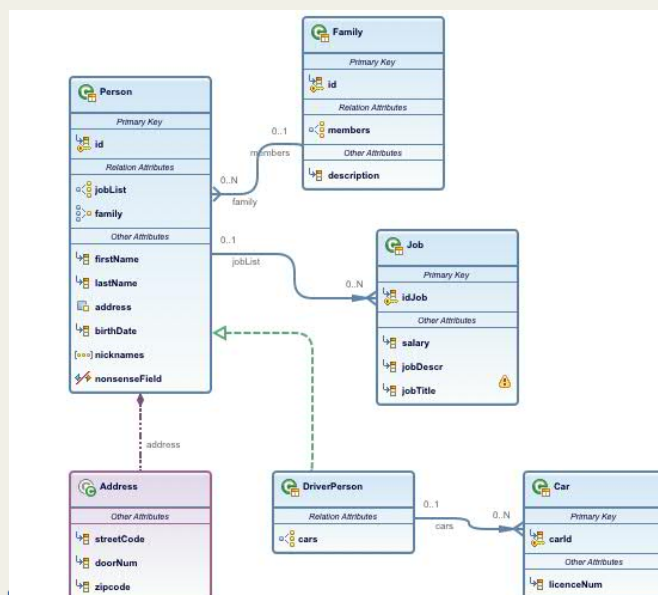 Family
Primary Key
id
Relation Attributes
members
Other Attributes
description
Person
Primary Key
id
Relation Attributes
jobList
family
Other Attributes
firstName
lastName
address
birthDate
nicknames
nonsenseField
0..1
members
0..N
family
0..1
jobList
0..N
Job
Primary Key
idJob
Other Attributes
salary
jobDescr
jobTitle
address
Address
Other Attributes
streetCode
doorNum
zipcode
DriverPerson
Relation Attributes
cars
0..1
cars
0..N
Car
Primary Key
carId
Other Attributes
licenceNum